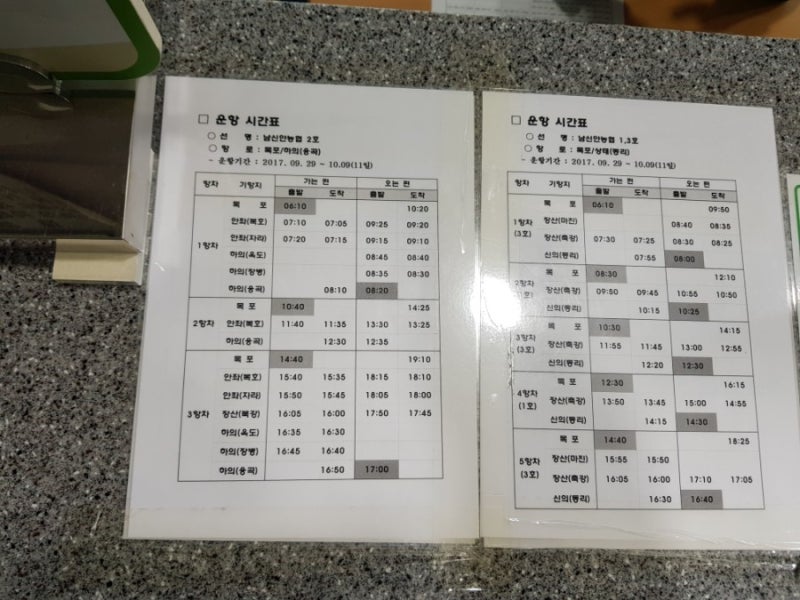 □ 운항 시간표
○ 선 명 : 남신안농협 2호
○ 항 로 : 목포/하의(웅곡)
- 운항기간 : 2017. 09. 29 ~ 10.09(11일)
항차 기항지 가는 편 오는 편
출발 도착 출발 도착
1항차
목 포 06:10 10:20
안좌(복호) 07:10 07:05 09:25 09:20
안좌(자라) 07:20 07:15 09:15 09:10
하의(옥도) 08:45 08:40
하의(장병) 08:35 08:30
하의(웅곡) 08:10 08:20
2항차
목 포 10:40 14:25
안좌(복호) 11:40 11:35 13:30 13:25
하의(웅곡) 12:30 12:35
3항차
목 포 14:40 19:10
안좌(복호) 15:40 15:35 18:15 18:10
안좌(자라) 15:50 15:45 18:05 18:00
장산(북강) 16:05 16:00 17:50 17:45
하의(옥도) 16:35 16:30
하의(장병) 16:45 16:40
하의(웅곡) 16:50 17:00
□ 운항 시간표
○ 선 명 : 남신안농협 1,3호
○ 항 로 : 목포/상태(동리)
- 운항기간 : 2017. 09. 29 ~ 10.09(11일)
항차 기항지 가는 편 오는 편
출발 도착 출발 도착
1항차
(3호)
목 포 06:10 09:50
장산(마진) 08:40 08:35
장산(축강) 07:30 07:25 08:30 08:25
신의(동리) 07:55 08:00
2항차
(1호)
목 포 08:30 12:10
장산(축강) 09:50 09:45 10:55 10:50
신의(동리) 10:15 10:25
3항차
(3호)
목 포 10:30 14:15
장산(축강) 11:55 11:45 13:00 12:55
신의(동리) 12:20 12:30
4항차
(1호)
목 포 12:30 16:15
장산(축강) 13:50 13:45 15:00 14:55
신의(동리) 14:15 14:30
5항차
(3호)
목 포 14:40 18:25
장산(마진) 15:55 15:50
장산(축강) 16:05 16:00 17:10 17:05
신의(동리) 16:30 16:40